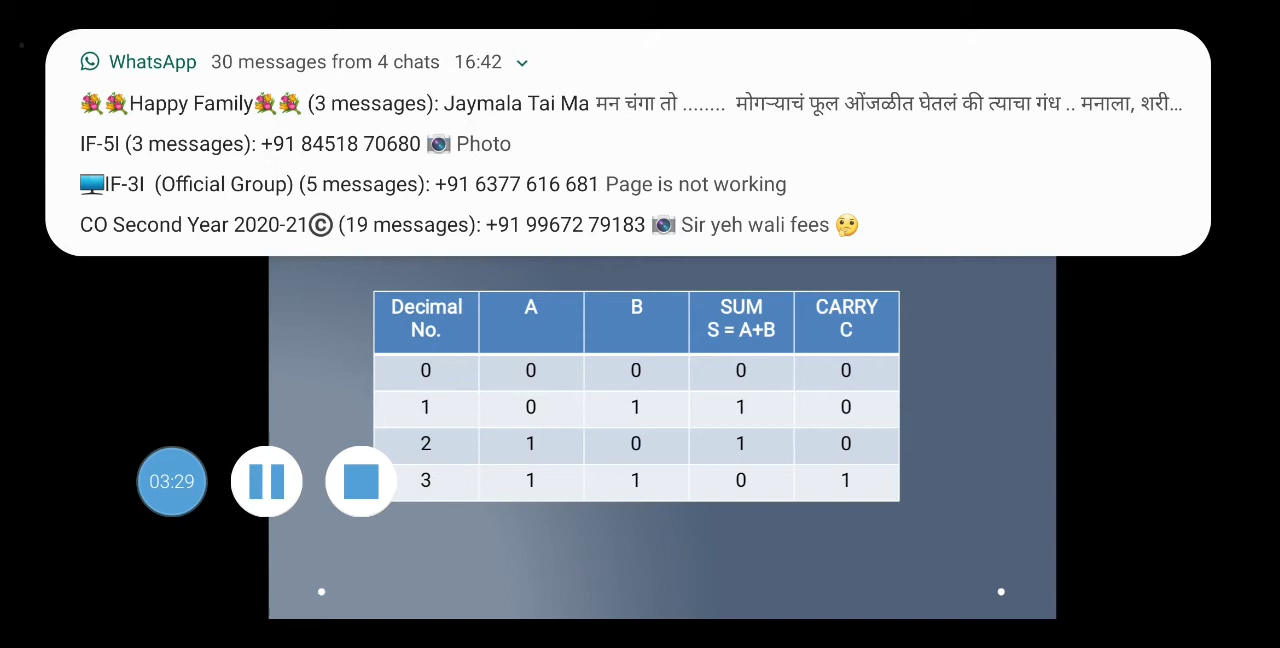 WhatsApp 30 messages from 4 chats 16:42
💐💐Happy Family💐💐 (3 messages): Jaymala Tai Ma मन चंगा तो ........ मोगऱ्याचं फूल ओंजळीत घेतलं की त्याचा गंध .. मनाला, शरी...
IF-5I (3 messages): +91 84518 70680 📷 Photo
🖥️IF-3I (Official Group) (5 messages): +91 6377 616 681 Page is not working
CO Second Year 2020-21©️ (19 messages): +91 99672 79183 📷 Sir yeh wali fees 🤔
Decimal No. A B SUM S = A+B CARRY C
0 0 0 0 0
1 0 1 1 0
2 1 0 1 0
3 1 1 0 1
03:29